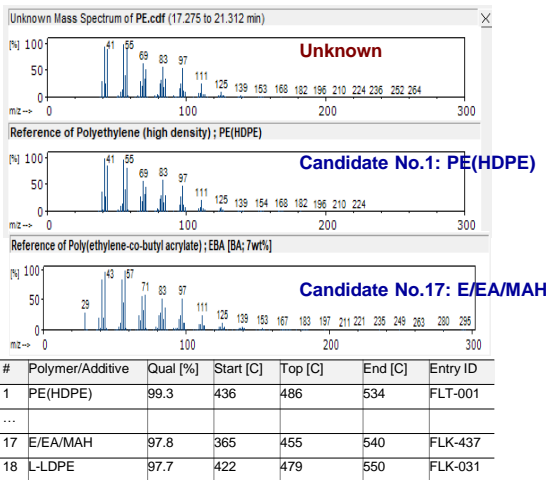 Unknown Mass Spectrum of PE.cdf (17.275 to 21.312 min)
[%] 100 41 55 69 83 97 111 125 139 153 168 182 196 210 224 236 252 264
Unknown
50
0
m/z --> 100 200 300
Reference of Polyethylene (high density) ; PE(HDPE)
[%] 100 41 55 69 83 97 111 125 139 154 168 182 196 210 224
Candidate No.1: PE(HDPE)
50
0
m/z --> 0 100 200 300
Reference of Poly(ethylene-co-butyl acrylate) ; EBA [BA; 7wt%]
[%] 100 29 43 57 71 83 97 111 125 139 153 167 183 197 211 221 235 249 263 280 295
Candidate No.17: E/EA/MAH
50
0
m/z --> 0 100 200 300
# Polymer/Additive Qual [%] Start [C] Top [C] End [C] Entry ID
1 PE(HDPE) 99.3 436 486 534 FLT-001
...
17 E/EA/MAH 97.8 365 455 540 FLK-437
18 L-LDPE 97.7 422 479 550 FLK-031